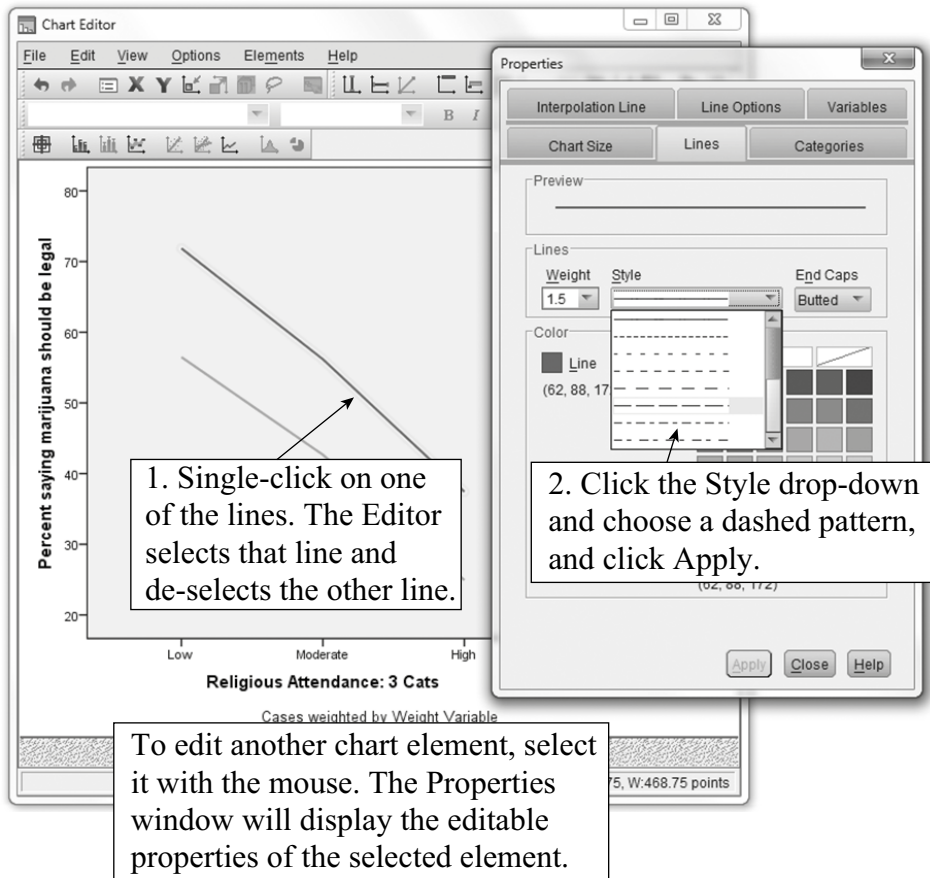 Chart Editor
File Edit View Options Elements Help
X Y
B I
80
70
60
50
40
30
20
Percent saying marijuana should be legal
Low Moderate High
Religious Attendance: 3 Cats
Cases weighted by Weight Variable
75, W:468.75 points
1. Single-click on one
of the lines. The Editor
selects that line and
de-selects the other line.
Properties
Interpolation Line Line Options Variables
Chart Size Lines Categories
Preview
Lines
Weight Style End Caps
1.5 Butted
Color
Line
(62, 88, 17
2. Click the Style drop-down
and choose a dashed pattern,
and click Apply.
(62, 88, 172)
Apply Close Help
To edit another chart element, select
it with the mouse. The Properties
window will display the editable
properties of the selected element.